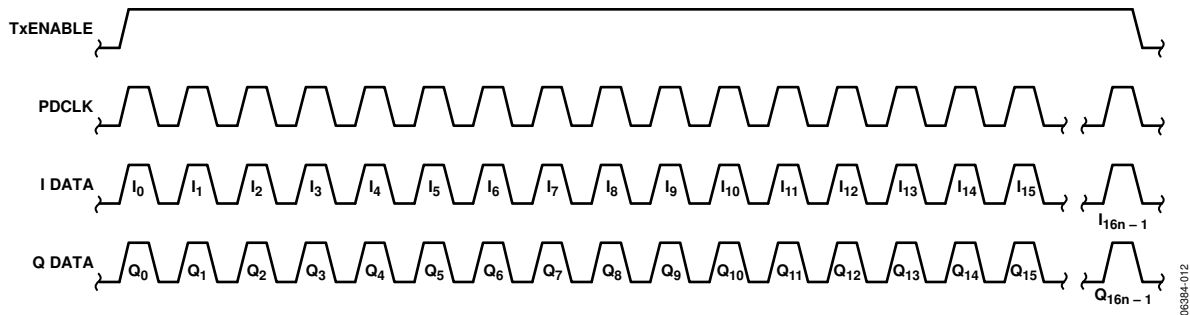 TxENABLE
PDCLK
I DATA
I0 I1 I2 I3 I4 I5 I6 I7 I8 I9 I10 I11 I12 I13 I14 I15
I16n – 1
Q DATA
Q0 Q1 Q2 Q3 Q4 Q5 Q6 Q7 Q8 Q9 Q10 Q11 Q12 Q13 Q14 Q15
Q16n – 1
06384-012